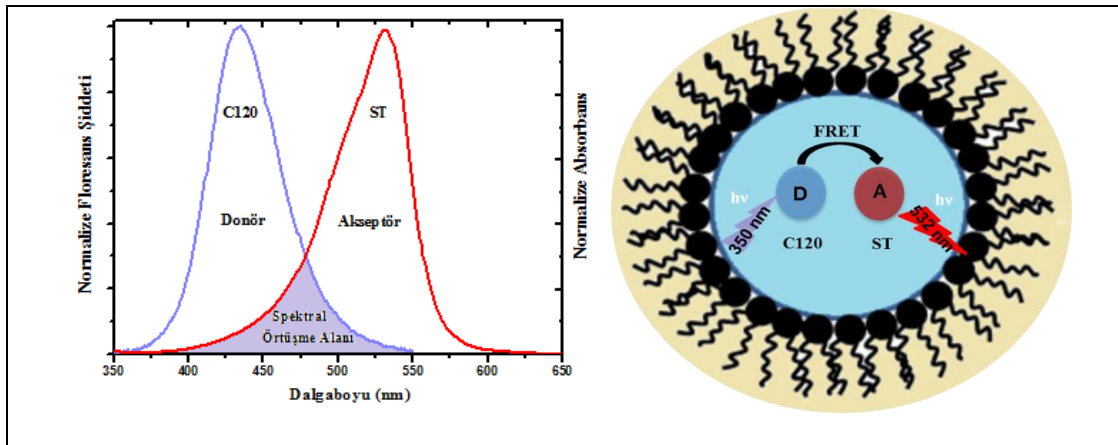 Normalize Floresans Şiddeti
C120
ST
Donör
Akseptör
Spektral
Örtüşme Alanı
350 400 450 500 550 600 650
Dalgaboyu (nm)
Normalize Absorbans
FRET
hν
D
A
hν
350 nm
532 nm
C120
ST